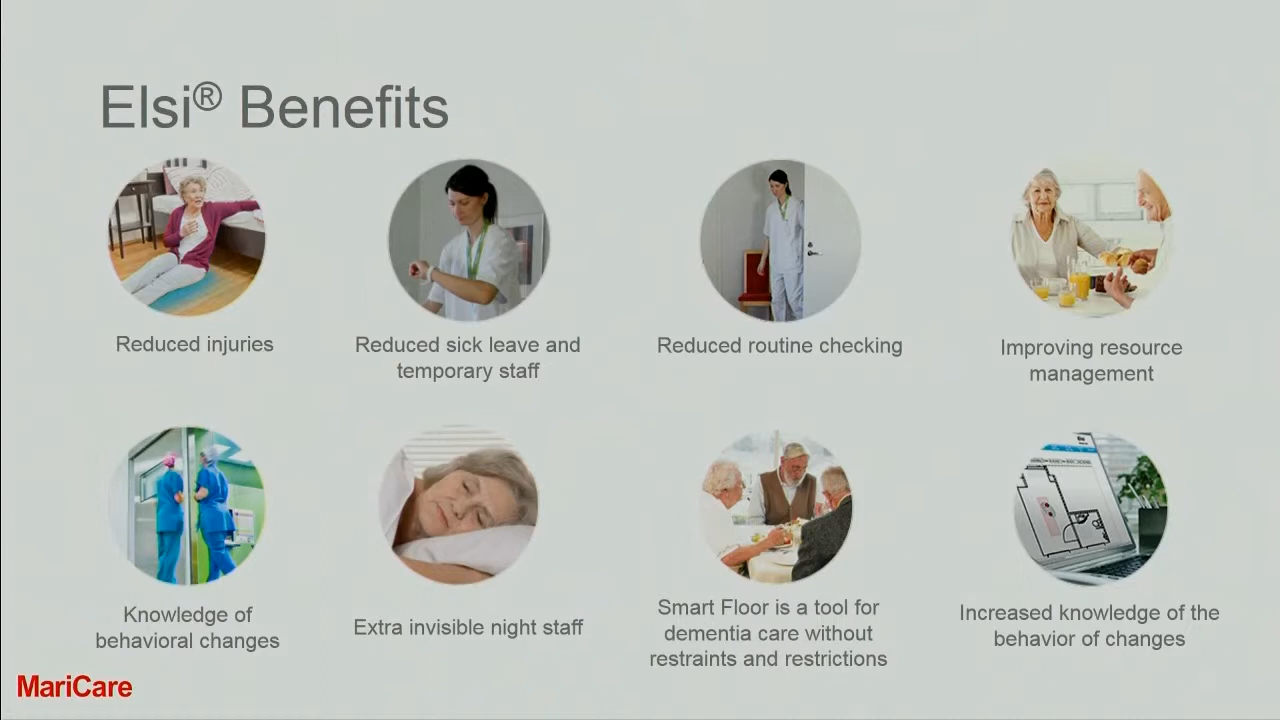 Elsi® Benefits
Reduced injuries
Reduced sick leave and
temporary staff
Reduced routine checking
Improving resource
management
Knowledge of
behavioral changes
Extra invisible night staff
Smart Floor is a tool for
dementia care without
restraints and restrictions
Increased knowledge of the
behavior of changes
MariCare